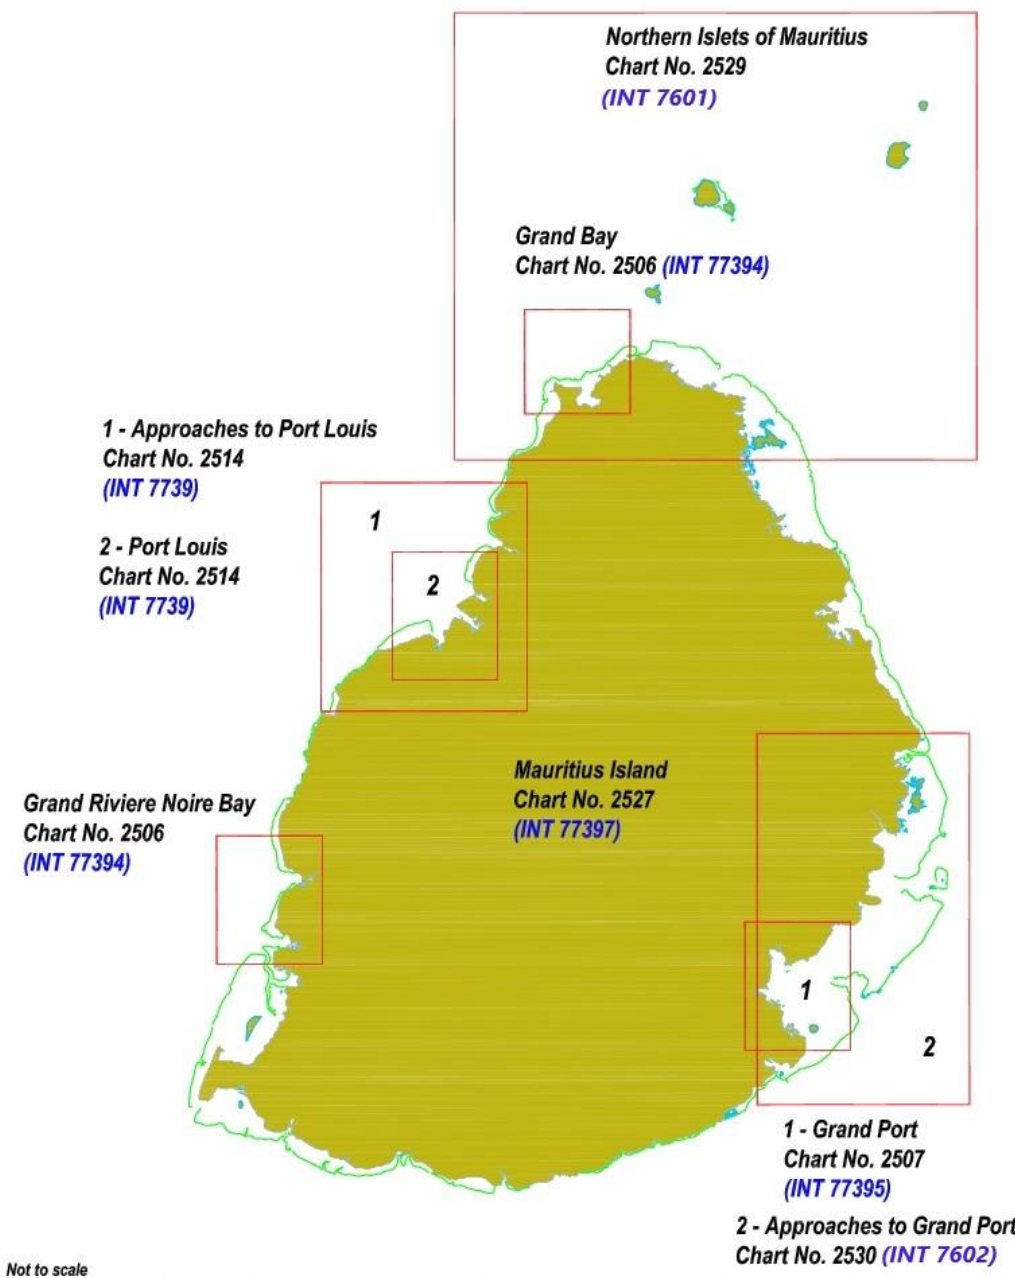 Northern Islets of Mauritius
Chart No. 2529
(INT 7601)
Grand Bay
Chart No. 2506 (INT 77394)
1 - Approaches to Port Louis
Chart No. 2514
(INT 7739)
1
2 - Port Louis
Chart No. 2514
(INT 7739)
2
Mauritius Island
Chart No. 2527
(INT 77397)
Grand Riviere Noire Bay
Chart No. 2506
(INT 77394)
1
2
1 - Grand Port
Chart No. 2507
(INT 77395)
2 - Approaches to Grand Port
Chart No. 2530 (INT 7602)
Not to scale